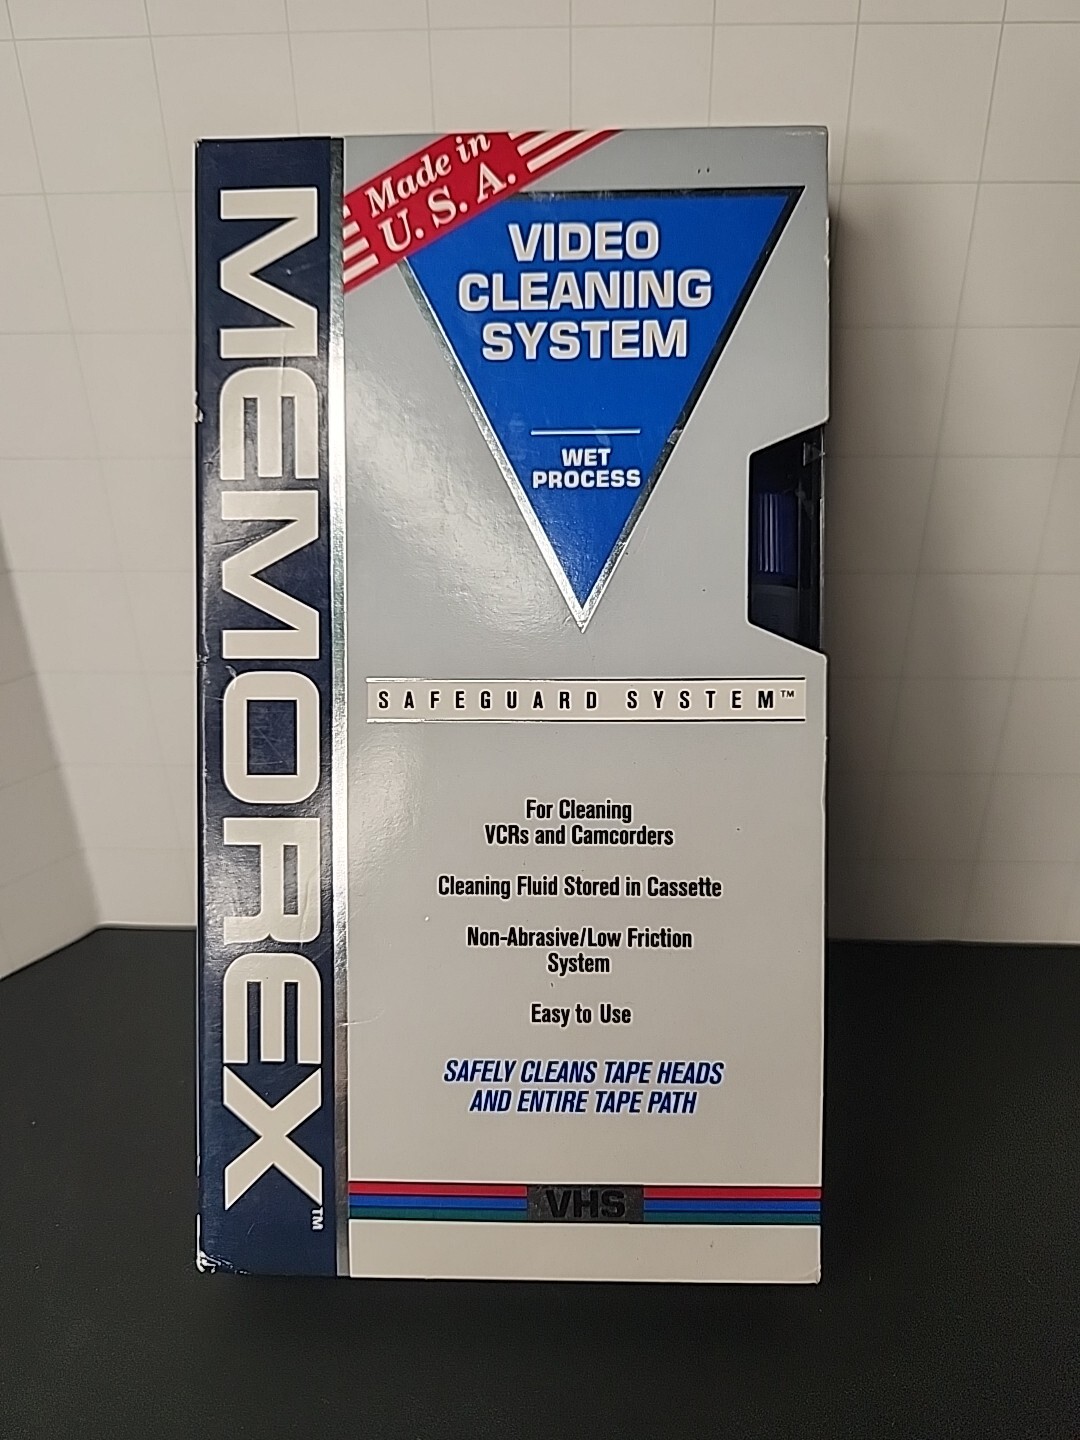 MEMOREX™
Made in
U.S.A.
VIDEO
CLEANING
SYSTEM
WET
PROCESS
SAFEGUARD SYSTEM™
For Cleaning
VCRs and Camcorders
Cleaning Fluid Stored in Cassette
Non-Abrasive/Low Friction
System
Easy to Use
SAFELY CLEANS TAPE HEADS
AND ENTIRE TAPE PATH
VHS